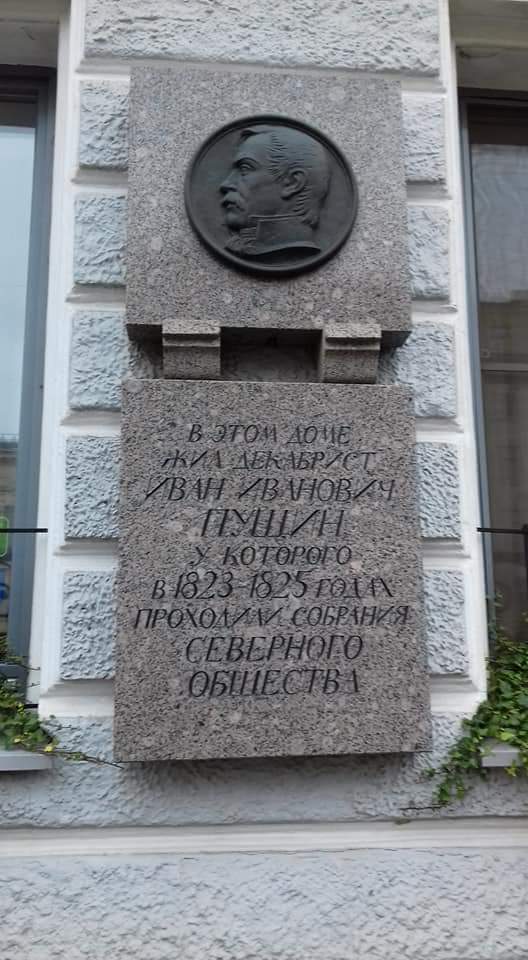 В ЭТОМ ДОМЕ
ЖИЛ ДЕКАБРИСТ
ИВАН ИВАНОВИЧ
ПУЩИН
У КОТОРОГО
В 1823-1825 ГОДАХ
ПРОХОДИЛИ СОБРАНИЯ
СЕВЕРНОГО
ОБЩЕСТВА